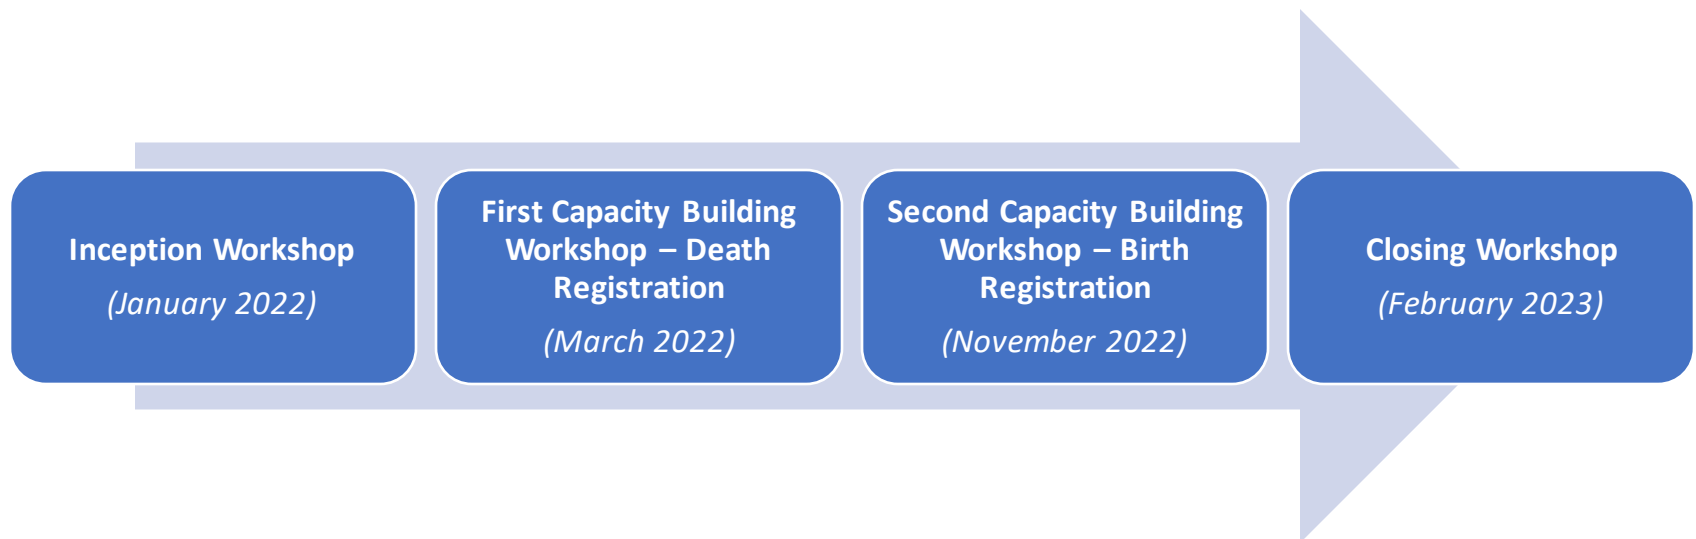 Inception Workshop
(January 2022)
First Capacity Building
Workshop – Death
Registration
(March 2022)
Second Capacity Building
Workshop – Birth
Registration
(November 2022)
Closing Workshop
(February 2023)